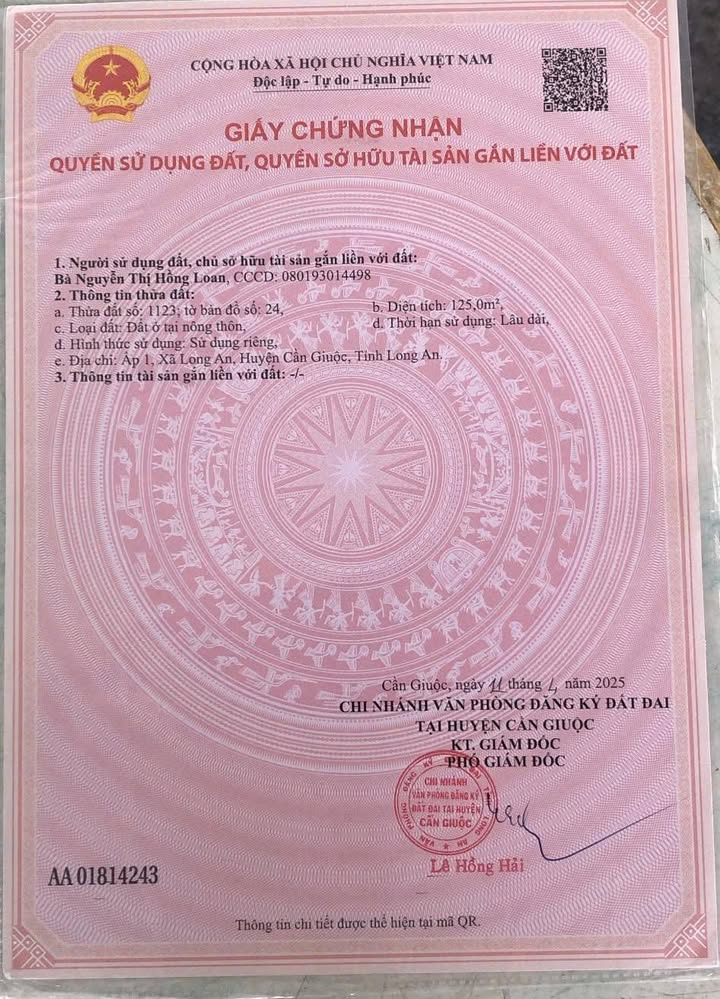 CỘNG HÒA XÃ HỘI CHỦ NGHĨA VIỆT NAM
Độc lập - Tự do - Hạnh phúc
GIẤY CHỨNG NHẬN
QUYỀN SỬ DỤNG ĐẤT, QUYỀN SỞ HỮU TÀI SẢN GẮN LIỀN VỚI ĐẤT
1. Người sử dụng đất, chủ sở hữu tài sản gắn liền với đất:
Bà Nguyễn Thị Hồng Loan, CCCD: 080193014498
2. Thông tin thửa đất:
a. Thửa đất số: 1123; tờ bản đồ số: 24,
b. Diện tích: 125,0m²,
c. Loại đất: Đất ở tại nông thôn,
d. Thời hạn sử dụng: Lâu dài,
đ. Hình thức sử dụng: Sử dụng riêng,
e. Địa chỉ: Ấp 1, Xã Long An, Huyện Cần Giuộc, Tỉnh Long An.
3. Thông tin tài sản gắn liền với đất: -/-
Cần Giuộc, ngày 11 tháng 4 năm 2025
CHI NHÁNH VĂN PHÒNG ĐĂNG KÝ ĐẤT ĐAI
TẠI HUYỆN CẦN GIUỘC
KT. GIÁM ĐỐC
PHÓ GIÁM ĐỐC
CHI NHÁNH
VĂN PHÒNG ĐĂNG KÝ
ĐẤT ĐAI TẠI HUYỆN
CẦN GIUỘC
Lê Hồng Hải
AA 01814243
Thông tin chi tiết được thể hiện tại mã QR.